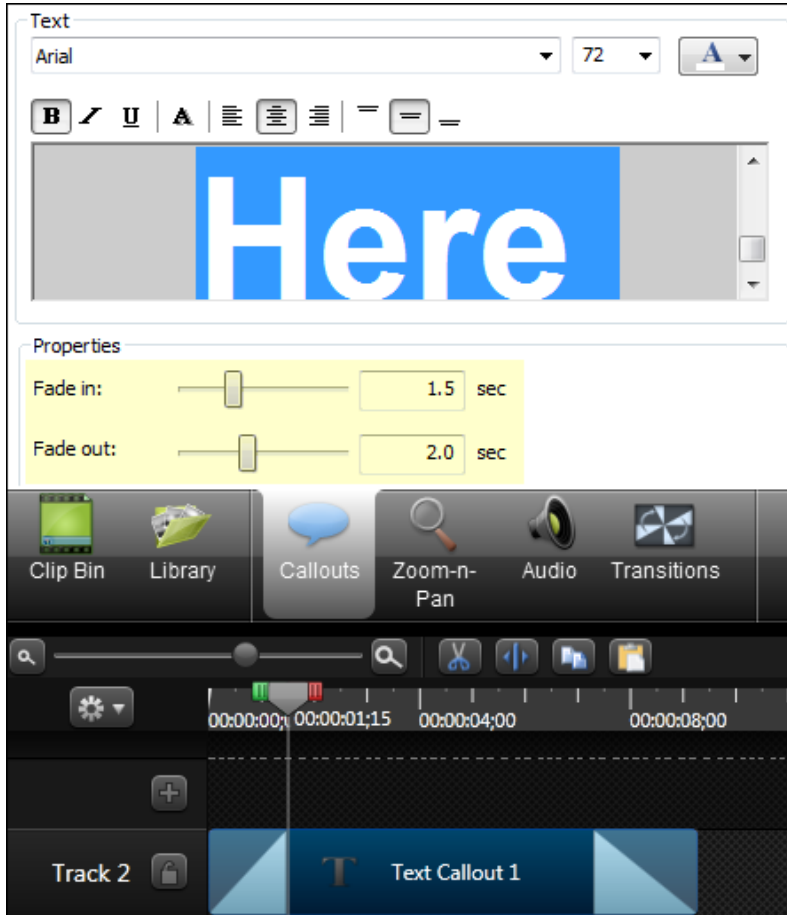 Text
Arial 72 A
B I U A
Here
Properties
Fade in: 1.5 sec
Fade out: 2.0 sec
Clip Bin Library Callouts Zoom-n-Pan Audio Transitions
00:00:00; 00:00:01;15 00:00:04;00 00:00:08;00
Track 2 T Text Callout 1